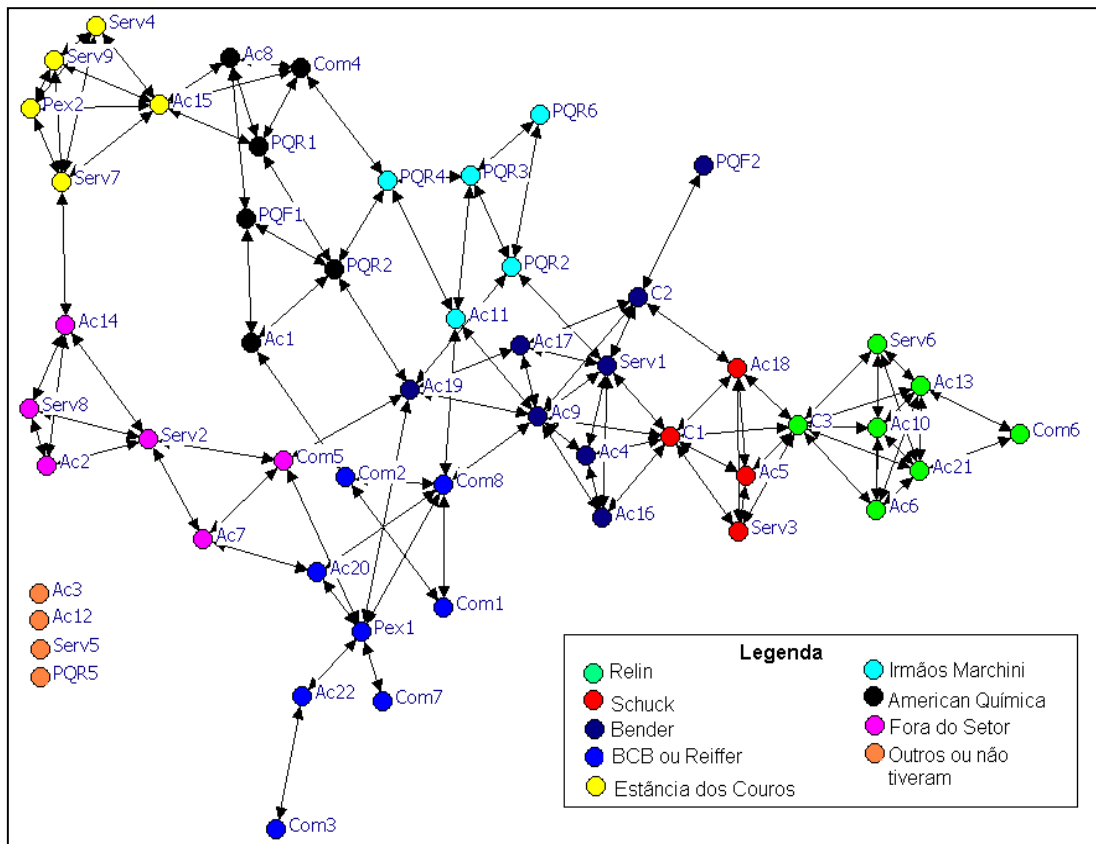 Serv4
Serv9
Ac8
Com4
Pex2
Ac15
PQR6
PQR1
PQF2
Serv7
PQR4
PQR3
PQF1
PQR2
PQR2
C2
Ac14
Ac11
Ac1
Ac17
Serv6
Serv1
Ac18
Ac19
Ac13
Serv8
Ac9
Serv2
C1
C3
Ac10
Com6
Ac2
Com5
Com2
Ac4
Com8
Ac5
Ac21
Ac7
Ac16
Serv3
Ac6
Ac20
Ac3
Com1
Ac12
Pex1
Serv5
PQR5
Ac22
Com7
Com3
Legenda
Relin
Schuck
Bender
BCB ou Reiffer
Estância dos Couros
Irmãos Marchini
American Química
Fora do Setor
Outros ou não
tiveram